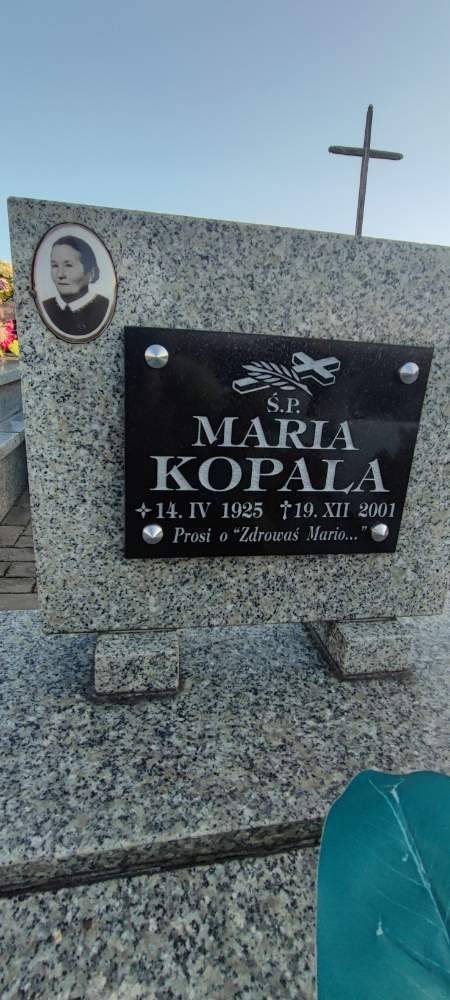 Ś.P.
MARIA
KOPALA
14. IV 1925 †19. XII 2001
Prosi o "Zdrowaś Mario..."